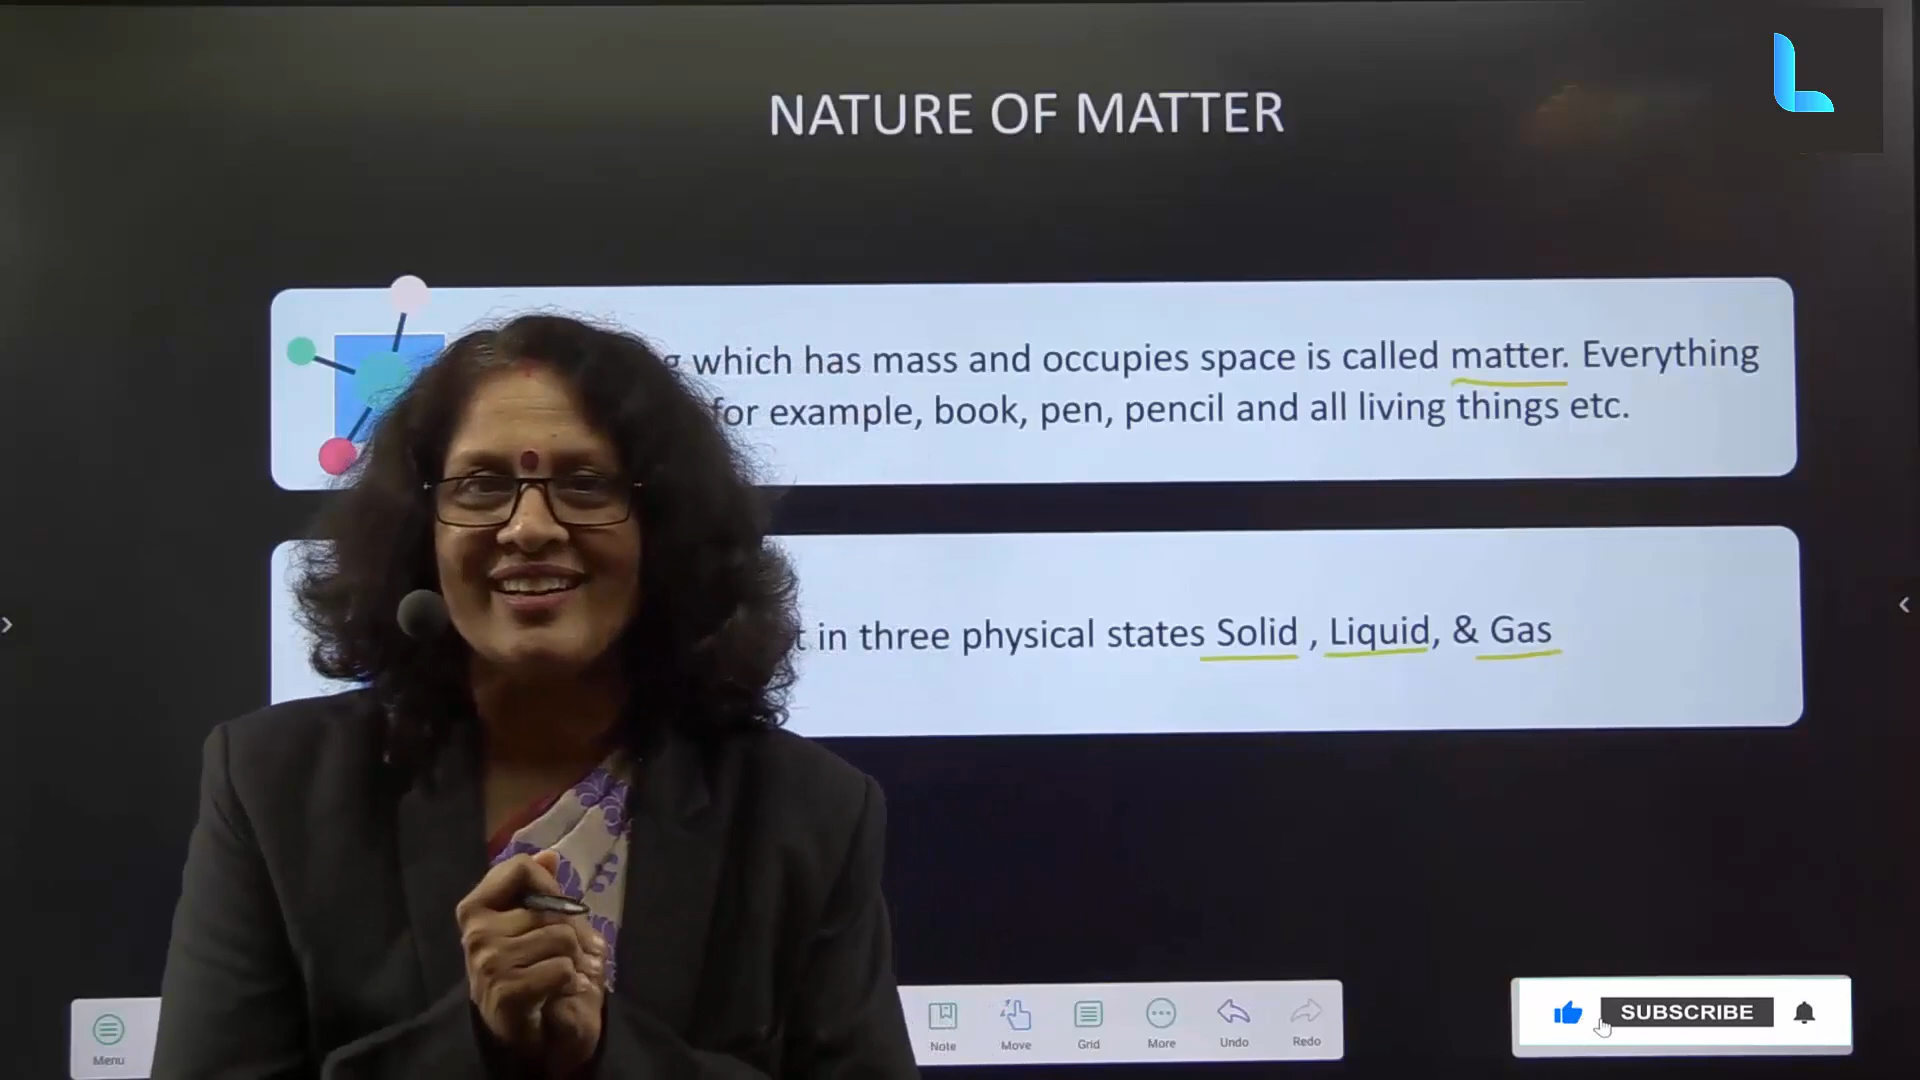 NATURE OF MATTER
which has mass and occupies space is called matter. Everything
for example, book, pen, pencil and all living things etc.
in three physical states Solid , Liquid, & Gas
Menu
Note
Move
Grid
More
Undo
Redo
SUBSCRIBE